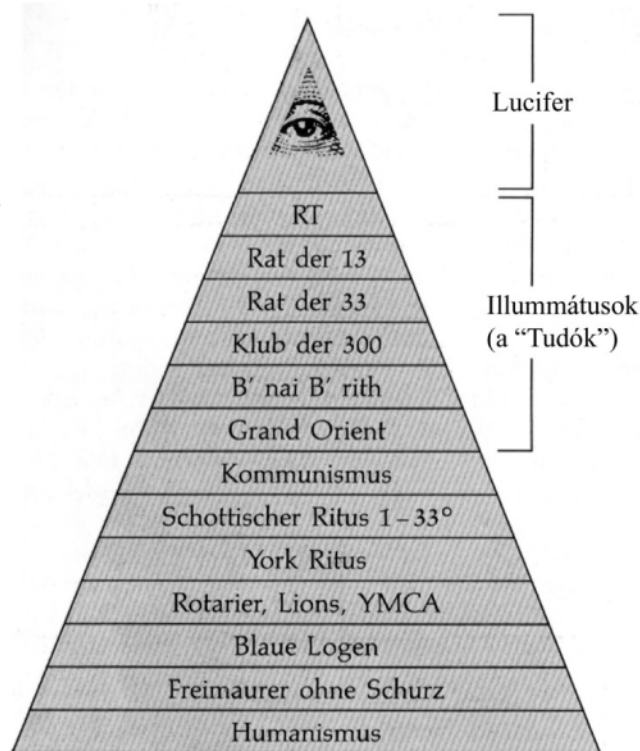 Lucifer
RT
Rat der 13
Rat der 33
Klub der 300
B' nai B' rith
Grand Orient
Illummátusok
(a “Tudók”)
Kommunismus
Schottischer Ritus 1–33°
York Ritus
Rotarier, Lions, YMCA
Blaue Logen
Freimaurer ohne Schurz
Humanismus